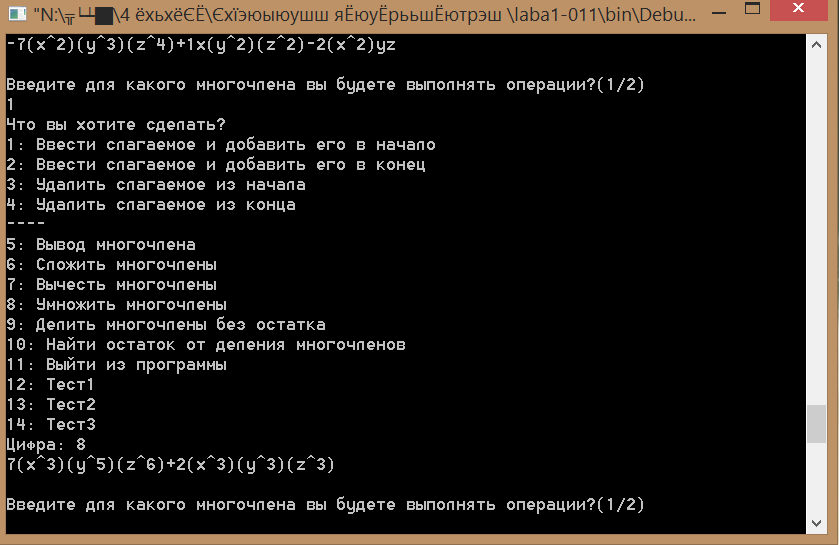 "N:\╥└┴█\4 ёхьхёЄЁ\Єхїэюыюушш яЁюуЁрььшЁютрэш \laba1-011\bin\Debu...
-7(x^2)(y^3)(z^4)+1x(y^2)(z^2)-2(x^2)yz
Введите для какого многочлена вы будете выполнять операции?(1/2)
1
Что вы хотите сделать?
1: Ввести слагаемое и добавить его в начало
2: Ввести слагаемое и добавить его в конец
3: Удалить слагаемое из начала
4: Удалить слагаемое из конца
----
5: Вывод многочлена
6: Сложить многочлены
7: Вычесть многочлены
8: Умножить многочлены
9: Делить многочлены без остатка
10: Найти остаток от деления многочленов
11: Выйти из программы
12: Тест1
13: Тест2
14: Тест3
Цифра: 8
7(x^3)(y^5)(z^6)+2(x^3)(y^3)(z^3)
Введите для какого многочлена вы будете выполнять операции?(1/2)